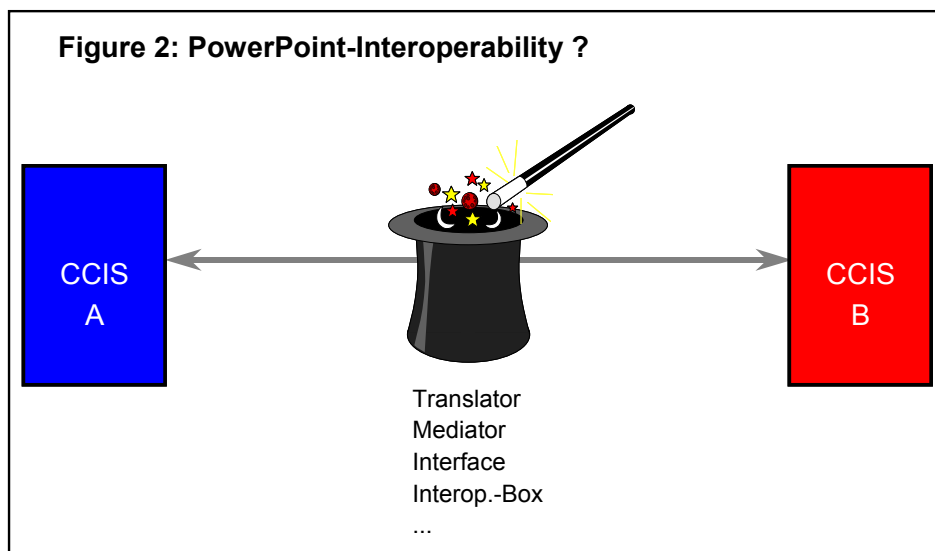 Figure 2: PowerPoint-Interoperability ?
CCIS
A
CCIS
B
Translator
Mediator
Interface
Interop.-Box
...